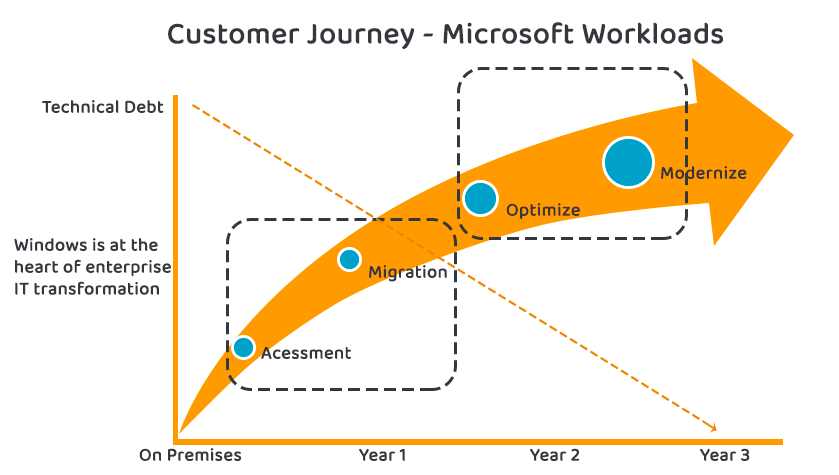 Customer Journey - Microsoft Workloads
Technical Debt
Modernize
Optimize
Windows is at the
heart of enterprise
IT transformation
Migration
Acessment
On Premises
Year 1
Year 2
Year 3